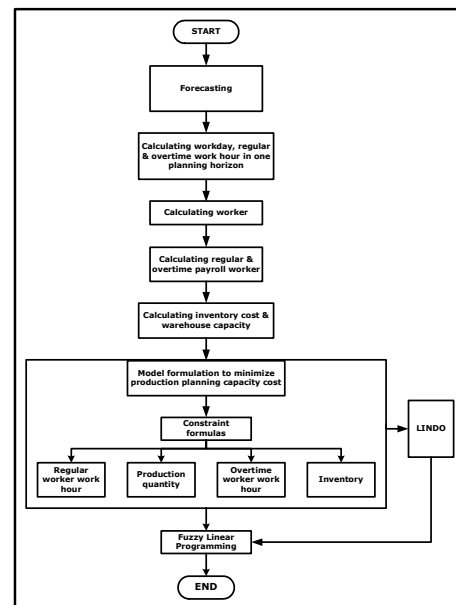 START
Forecasting
Calculating workday, regular
& overtime work hour in one
planning horizon
Calculating worker
Calculating regular &
overtime payroll worker
Calculating inventory cost &
warehouse capacity
Model formulation to minimize
production planning capacity cost
Constraint
formulas
Regular
worker work
hour
Production
quantity
Overtime
worker work
hour
Inventory
LINDO
Fuzzy Linear
Programming
END